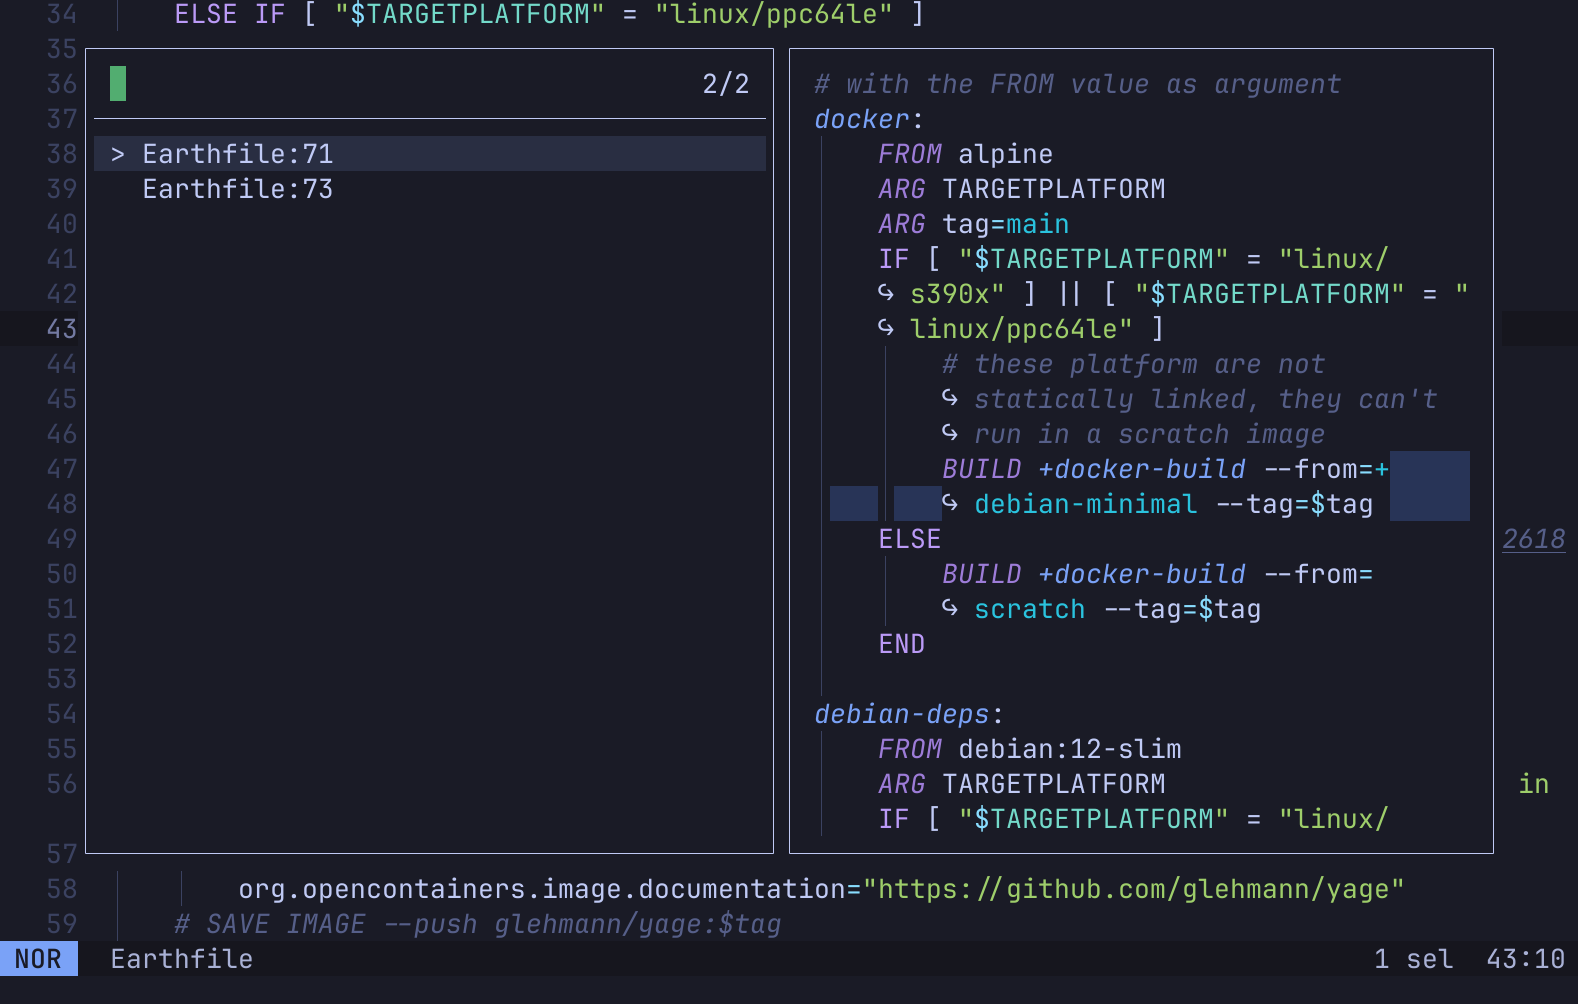 34 ELSE IF [ "$TARGETPLATFORM" = "linux/ppc64le" ]
35
36
37
38
39
40
41
42
43
44
45
46
47
48
49
50
51
52
53
54
55
56
57
2/2
> Earthfile:71
Earthfile:73
# with the FROM value as argument
docker:
FROM alpine
ARG TARGETPLATFORM
ARG tag=main
IF [ "$TARGETPLATFORM" = "linux/
↪ s390x" ] || [ "$TARGETPLATFORM" = "
↪ linux/ppc64le" ]
# these platform are not
↪ statically linked, they can't
↪ run in a scratch image
BUILD +docker-build --from=+
↪ debian-minimal --tag=$tag
ELSE
BUILD +docker-build --from=
↪ scratch --tag=$tag
END
debian-deps:
FROM debian:12-slim
ARG TARGETPLATFORM
IF [ "$TARGETPLATFORM" = "linux/
2618
in
58 org.opencontainers.image.documentation="https://github.com/glehmann/yage"
59 # SAVE IMAGE --push glehmann/yage:$tag
NOR Earthfile 1 sel 43:10